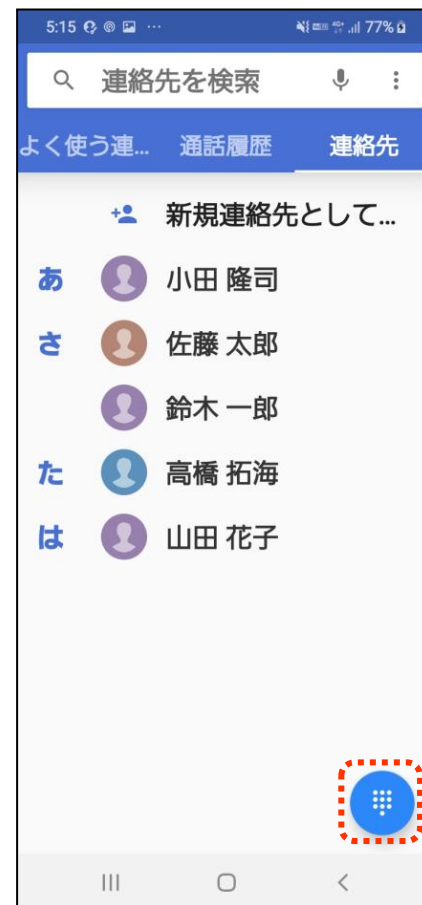 5:15 77%
連絡先を検索
よく使う連... 通話履歴 連絡先
新規連絡先として...
あ 小田 隆司
さ 佐藤 太郎
鈴木 一郎
た 高橋 拓海
は 山田 花子